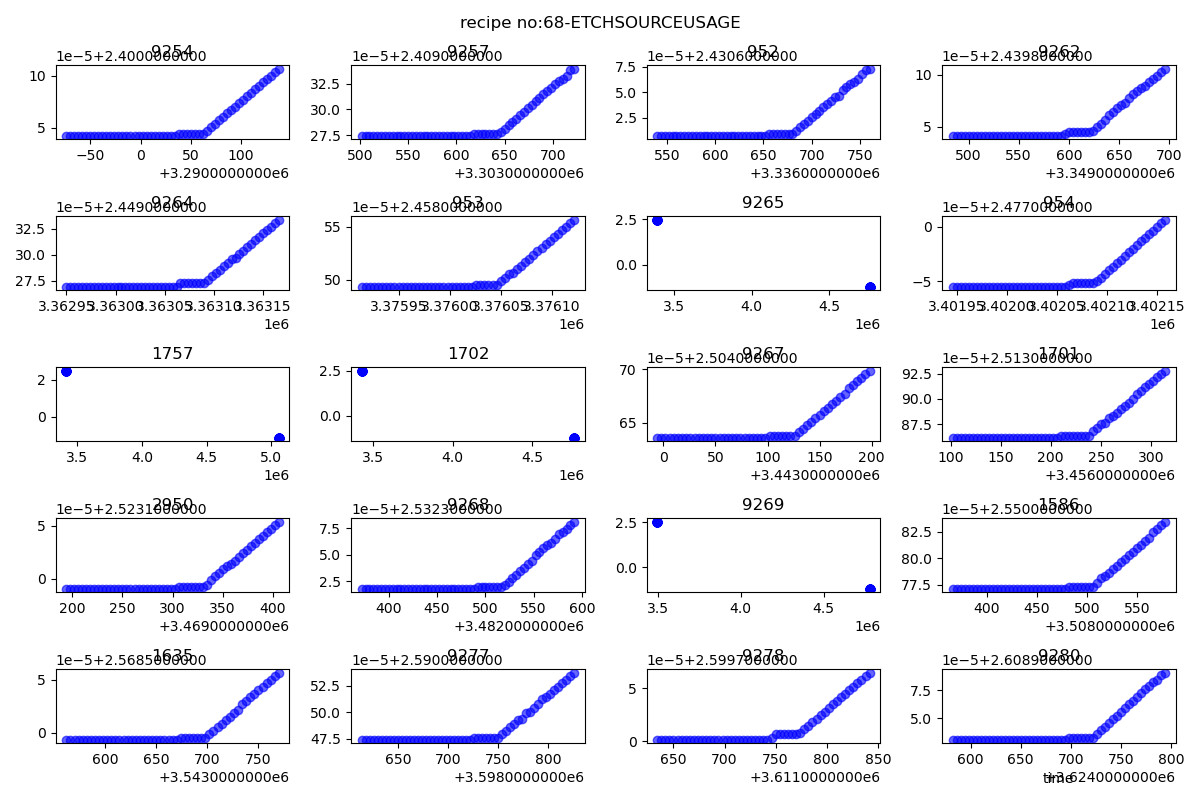 recipe no:68-ETCHSOURCEUSAGE
9254 9257 952 9262
1e−5+2.4000000000 1e−5+2.4090000000 1e−5+2.4306000000 1e−5+2.4398000000
10 5 32.5 30.0 27.5 7.5 5.0 2.5 10 5
−50 0 50 100 500 550 600 650 700 550 600 650 700 750 500 550 600 650 700
+3.2900000000e6 +3.3030000000e6 +3.3360000000e6 +3.3490000000e6
9264 953 9265 954
1e−5+2.4490000000 1e−5+2.4580000000 1e−5+2.4770000000
32.5 30.0 27.5 55 50 2.5 0.0 0 −5
3.36295 3.36300 3.36305 3.36310 3.36315 3.37595 3.37600 3.37605 3.37610 3.5 4.0 4.5 3.40195 3.40200 3.40205 3.40210 3.40215
1e6 1e6 1e6 1e6
1757 1702 9267 1701
1e−5+2.5040000000 1e−5+2.5130000000
2 0 2.5 0.0 70 65 92.5 90.0 87.5
3.5 4.0 4.5 5.0 3.5 4.0 4.5 0 50 100 150 200 100 150 200 250 300
1e6 1e6 +3.4430000000e6 +3.4560000000e6
2950 9268 9269 1586
1e−5+2.5231000000 1e−5+2.5323000000 1e−5+2.5500000000
5 0 7.5 5.0 2.5 2.5 0.0 82.5 80.0 77.5
200 250 300 350 400 400 450 500 550 600 3.5 4.0 4.5 400 450 500 550
+3.4690000000e6 +3.4820000000e6 1e6 +3.5080000000e6
1635 9277 9278 9280
1e−5+2.5685000000 1e−5+2.5900000000 1e−5+2.5997000000 1e−5+2.6089000000
5 0 52.5 50.0 47.5 5 0 7.5 5.0
600 650 700 750 650 700 750 800 650 700 750 800 850 600 650 700 750 800
+3.5430000000e6 +3.5980000000e6 +3.6110000000e6 +3.6240000000e6
time